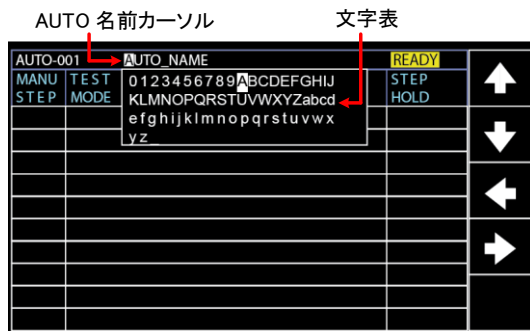 AUTO 名前カーソル 文字表
AUTO-001 AUTO_NAME READY
MANU STEP
TEST MODE
0123456789ABCDEFGHIJ
KLMNOPQRSTUVWXYZabcd
efghijklmnopqrstuvwx
yz_
STEP HOLD